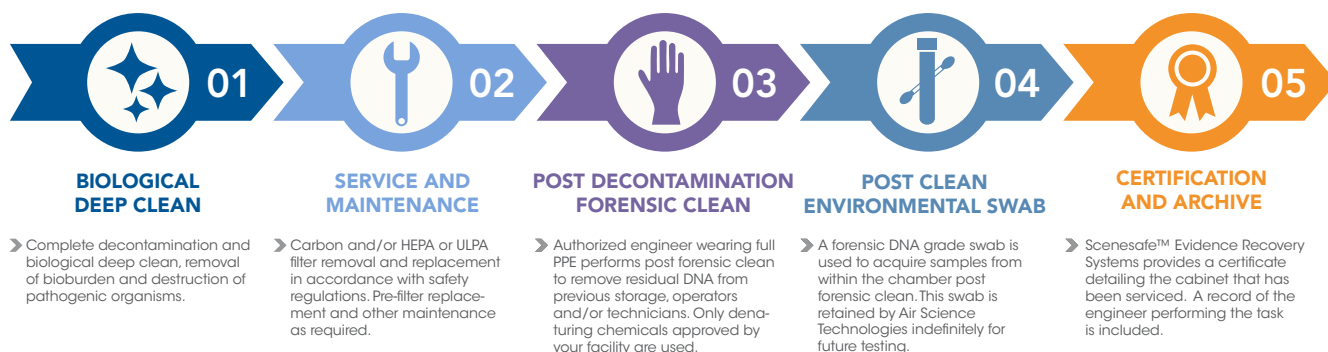 01
BIOLOGICAL
DEEP CLEAN
Complete decontamination and
biological deep clean, removal
of bioburden and destruction of
pathogenic organisms.
02
SERVICE AND
MAINTENANCE
Carbon and/or HEPA or ULPA
filter removal and replacement
in accordance with safety
regulations. Pre-filter replace-
ment and other maintenance
as required.
03
POST DECONTAMINATION
FORENSIC CLEAN
Authorized engineer wearing full
PPE performs post forensic clean
to remove residual DNA from
previous storage, operators
and/or technicians. Only dena-
turing chemicals approved by
your facility are used.
04
POST CLEAN
ENVIRONMENTAL SWAB
A forensic DNA grade swab is
used to acquire samples from
within the chamber post
forensic clean. This swab is
retained by Air Science
Technologies indefinitely for
future testing.
05
CERTIFICATION
AND ARCHIVE
Scenesafe™ Evidence Recovery
Systems provides a certificate
detailing the cabinet that has
been serviced. A record of the
engineer performing the task
is included.